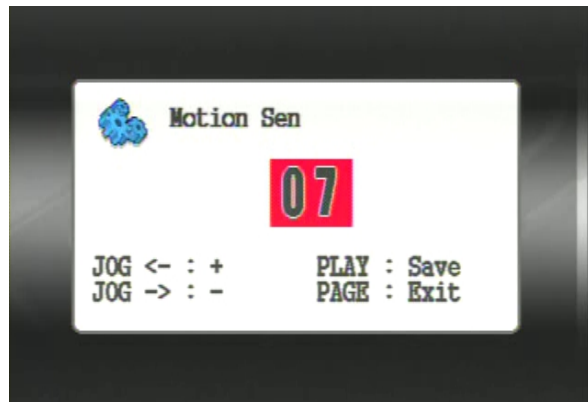 Motion Sen
07
JOG <- : + PLAY : Save
JOG -> : - PAGE : Exit